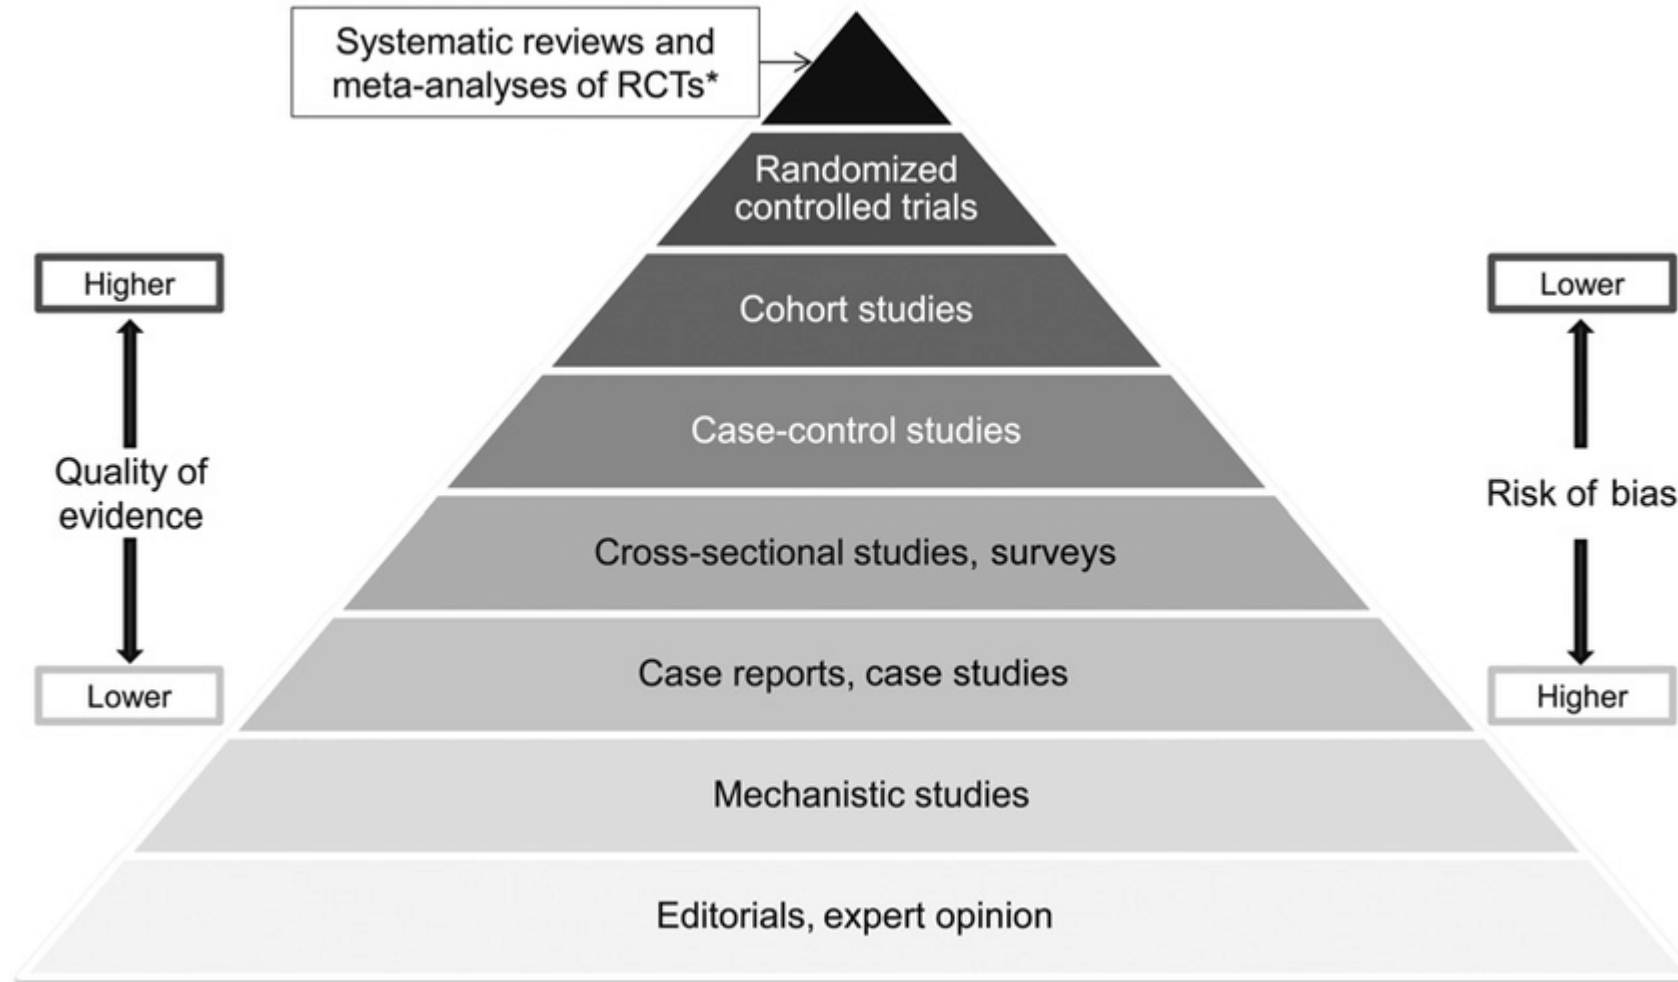 Systematic reviews and
meta-analyses of RCTs*
Randomized
controlled trials
Cohort studies
Case-control studies
Cross-sectional studies, surveys
Case reports, case studies
Mechanistic studies
Editorials, expert opinion
Higher
Quality of
evidence
Lower
Lower
Risk of bias
Higher